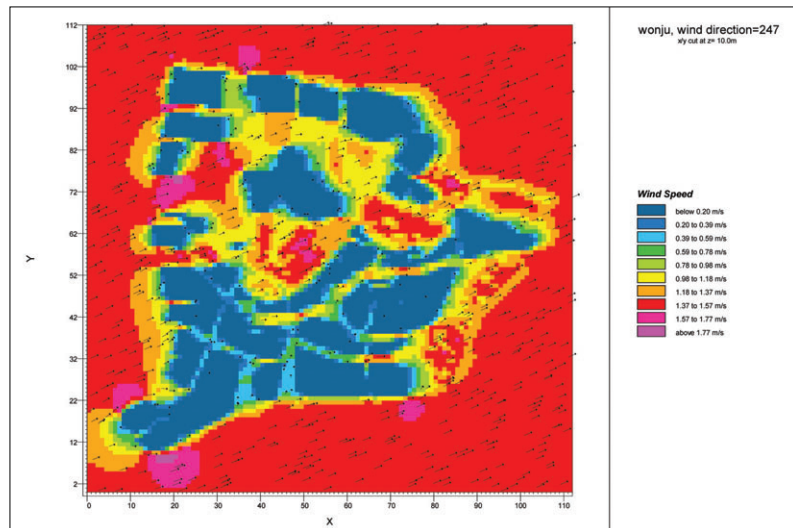 wonju, wind direction=247
x/y cut at z= 10.0m
112
102
92
82
72
62
52
42
32
22
12
2
Y
0 10 20 30 40 50 60 70 80 90 100 110
X
Wind Speed
below 0.20 m/s
0.20 to 0.39 m/s
0.39 to 0.59 m/s
0.59 to 0.78 m/s
0.78 to 0.98 m/s
0.98 to 1.18 m/s
1.18 to 1.37 m/s
1.37 to 1.57 m/s
1.57 to 1.77 m/s
above 1.77 m/s